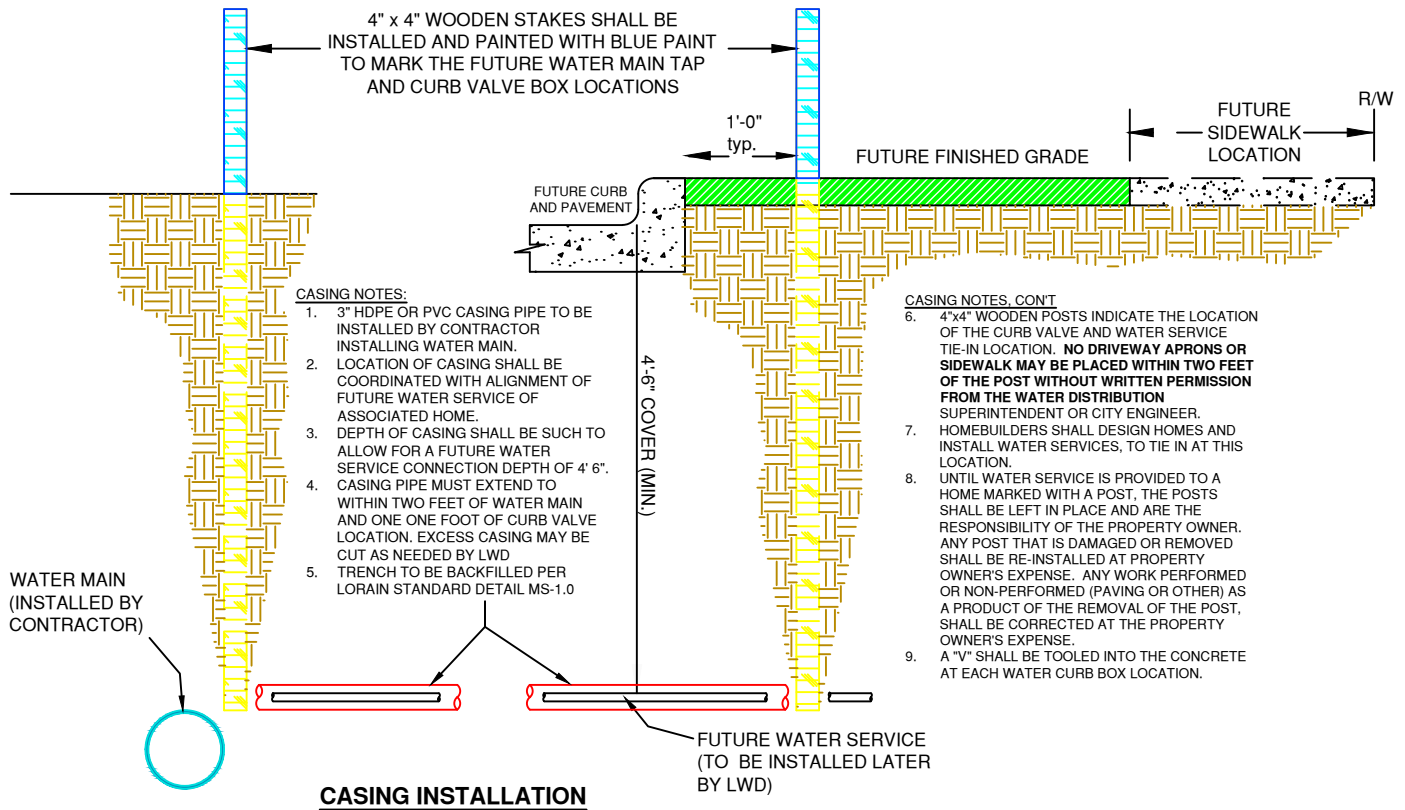 4" x 4" WOODEN STAKES SHALL BE
INSTALLED AND PAINTED WITH BLUE PAINT
TO MARK THE FUTURE WATER MAIN TAP
AND CURB VALVE BOX LOCATIONS
1'-0"
typ.
FUTURE FINISHED GRADE
FUTURE
SIDEWALK
LOCATION
R/W
FUTURE CURB
AND PAVEMENT
4'-6" COVER (MIN.)
CASING NOTES:
1. 3" HDPE OR PVC CASING PIPE TO BE
INSTALLED BY CONTRACTOR
INSTALLING WATER MAIN.
2. LOCATION OF CASING SHALL BE
COORDINATED WITH ALIGNMENT OF
FUTURE WATER SERVICE OF
ASSOCIATED HOME.
3. DEPTH OF CASING SHALL BE SUCH TO
ALLOW FOR A FUTURE WATER
SERVICE CONNECTION DEPTH OF 4' 6".
4. CASING PIPE MUST EXTEND TO
WITHIN TWO FEET OF WATER MAIN
AND ONE ONE FOOT OF CURB VALVE
LOCATION. EXCESS CASING MAY BE
CUT AS NEEDED BY LWD
5. TRENCH TO BE BACKFILLED PER
LORAIN STANDARD DETAIL MS-1.0
CASING NOTES, CON'T
6. 4"x4" WOODEN POSTS INDICATE THE LOCATION
OF THE CURB VALVE AND WATER SERVICE
TIE-IN LOCATION. NO DRIVEWAY APRONS OR
SIDEWALK MAY BE PLACED WITHIN TWO FEET
OF THE POST WITHOUT WRITTEN PERMISSION
FROM THE WATER DISTRIBUTION
SUPERINTENDENT OR CITY ENGINEER.
7. HOMEBUILDERS SHALL DESIGN HOMES AND
INSTALL WATER SERVICES, TO TIE IN AT THIS
LOCATION.
8. UNTIL WATER SERVICE IS PROVIDED TO A
HOME MARKED WITH A POST, THE POSTS
SHALL BE LEFT IN PLACE AND ARE THE
RESPONSIBILITY OF THE PROPERTY OWNER.
ANY POST THAT IS DAMAGED OR REMOVED
SHALL BE RE-INSTALLED AT PROPERTY
OWNER'S EXPENSE. ANY WORK PERFORMED
OR NON-PERFORMED (PAVING OR OTHER) AS
A PRODUCT OF THE REMOVAL OF THE POST,
SHALL BE CORRECTED AT THE PROPERTY
OWNER'S EXPENSE.
9. A "V" SHALL BE TOOLED INTO THE CONCRETE
AT EACH WATER CURB BOX LOCATION.
WATER MAIN
(INSTALLED BY
CONTRACTOR)
FUTURE WATER SERVICE
(TO BE INSTALLED LATER
BY LWD)
CASING INSTALLATION